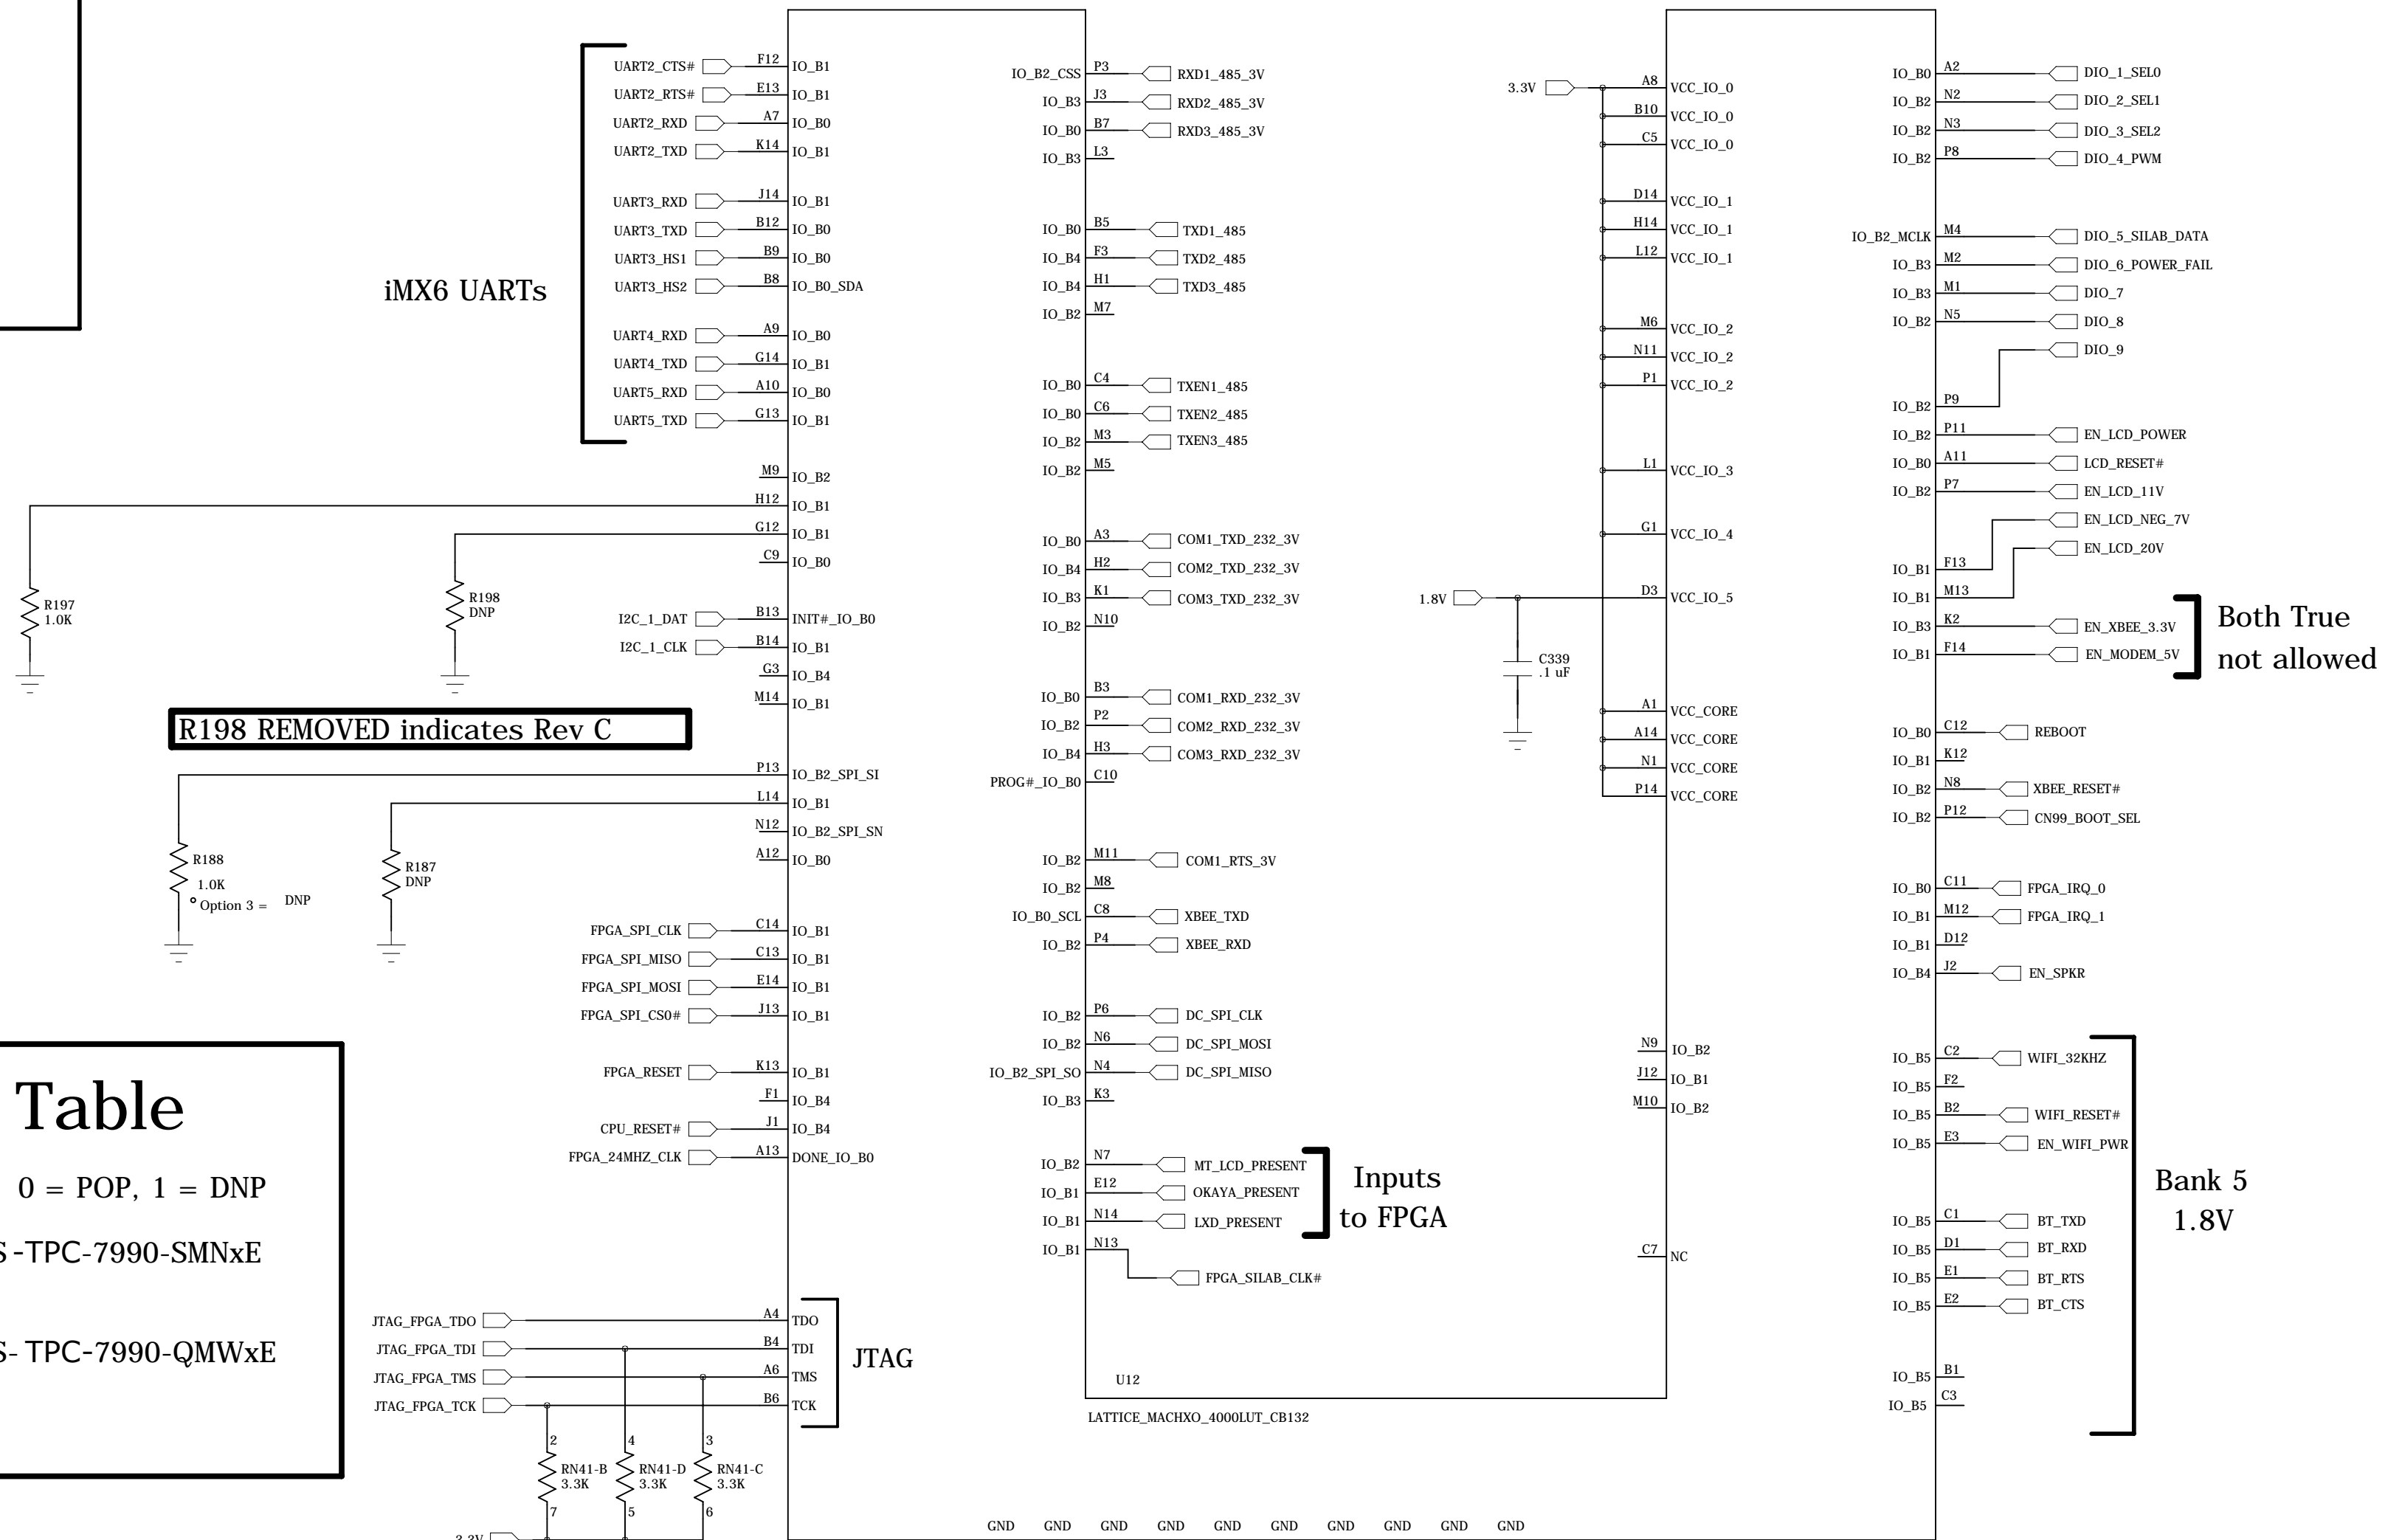 iMX6 UARTs
UART2_CTS# F12 IO_B1
UART2_RTS# E13 IO_B1
UART2_RXD A7 IO_B0
UART2_TXD K14 IO_B1
UART3_RXD J14 IO_B1
UART3_TXD B12 IO_B0
UART3_HS1 B9 IO_B0
UART3_HS2 B8 IO_B0_SDA
UART4_RXD A9 IO_B0
UART4_TXD G14 IO_B1
UART5_RXD A10 IO_B0
UART5_TXD G13 IO_B1
M9 IO_B2
H12 IO_B1
G12 IO_B1
C9 IO_B0
R197
1.0K
R198
DNP
I2C_1_DAT B13 INIT#_IO_B0
I2C_1_CLK B14 IO_B1
G3 IO_B4
M14 IO_B1
R198 REMOVED indicates Rev C
P13 IO_B2_SPI_SI
L14 IO_B1
N12 IO_B2_SPI_SN
A12 IO_B0
R188
1.0K
Option 3 = DNP
R187
DNP
FPGA_SPI_CLK C14 IO_B1
FPGA_SPI_MISO C13 IO_B1
FPGA_SPI_MOSI E14 IO_B1
FPGA_SPI_CS0# J13 IO_B1
FPGA_RESET K13 IO_B1
F1 IO_B4
CPU_RESET# J1 IO_B4
FPGA_24MHZ_CLK A13 DONE_IO_B0
Table
0 = POP, 1 = DNP
S-TPC-7990-SMNxE
S-TPC-7990-QMWxE
JTAG_FPGA_TDO A4 TDO
JTAG_FPGA_TDI B4 TDI
JTAG_FPGA_TMS A6 TMS
JTAG_FPGA_TCK B6 TCK
JTAG
2 4 3
RN41-B RN41-D RN41-C
3.3K 3.3K 3.3K
7 5 6
3.3V
IO_B2_CSS P3 RXD1_485_3V
IO_B3 J3 RXD2_485_3V
IO_B0 B7 RXD3_485_3V
IO_B3 L3
IO_B0 B5 TXD1_485
IO_B4 F3 TXD2_485
IO_B4 H1 TXD3_485
IO_B2 M7
IO_B0 C4 TXEN1_485
IO_B0 C6 TXEN2_485
IO_B2 M3 TXEN3_485
IO_B2 M5
IO_B0 A3 COM1_TXD_232_3V
IO_B4 H2 COM2_TXD_232_3V
IO_B3 K1 COM3_TXD_232_3V
IO_B2 N10
IO_B0 B3 COM1_RXD_232_3V
IO_B2 P2 COM2_RXD_232_3V
IO_B4 H3 COM3_RXD_232_3V
PROG#_IO_B0 C10
IO_B2 M11 COM1_RTS_3V
IO_B2 M8
IO_B0_SCL C8 XBEE_TXD
IO_B2 P4 XBEE_RXD
IO_B2 P6 DC_SPI_CLK
IO_B2 N6 DC_SPI_MOSI
IO_B2_SPI_SO N4 DC_SPI_MISO
IO_B3 K3
IO_B2 N7 MT_LCD_PRESENT
IO_B1 E12 OKAYA_PRESENT
IO_B1 N14 LXD_PRESENT
IO_B1 N13
FPGA_SILAB_CLK#
Inputs
to FPGA
U12
LATTICE_MACHXO_4000LUT_CB132
GND GND GND GND GND GND GND GND GND GND
3.3V A8 VCC_IO_0
B10 VCC_IO_0
C5 VCC_IO_0
D14 VCC_IO_1
H14 VCC_IO_1
L12 VCC_IO_1
M6 VCC_IO_2
N11 VCC_IO_2
P1 VCC_IO_2
L1 VCC_IO_3
G1 VCC_IO_4
1.8V D3 VCC_IO_5
C339
.1 uF
A1 VCC_CORE
A14 VCC_CORE
N1 VCC_CORE
P14 VCC_CORE
N9 IO_B2
J12 IO_B1
M10 IO_B2
C7 NC
IO_B0 A2 DIO_1_SEL0
IO_B2 N2 DIO_2_SEL1
IO_B2 N3 DIO_3_SEL2
IO_B2 P8 DIO_4_PWM
IO_B2_MCLK M4 DIO_5_SILAB_DATA
IO_B3 M2 DIO_6_POWER_FAIL
IO_B3 M1 DIO_7
IO_B2 N5 DIO_8
DIO_9
IO_B2 P9
IO_B2 P11 EN_LCD_POWER
IO_B0 A11 LCD_RESET#
IO_B2 P7 EN_LCD_11V
EN_LCD_NEG_7V
EN_LCD_20V
IO_B1 F13
IO_B1 M13
IO_B3 K2 EN_XBEE_3.3V
IO_B1 F14 EN_MODEM_5V
Both True
not allowed
IO_B0 C12 REBOOT
IO_B1 K12
IO_B2 N8 XBEE_RESET#
IO_B2 P12 CN99_BOOT_SEL
IO_B0 C11 FPGA_IRQ_0
IO_B1 M12 FPGA_IRQ_1
IO_B1 D12
IO_B4 J2 EN_SPKR
IO_B5 C2 WIFI_32KHZ
IO_B5 F2
IO_B5 B2 WIFI_RESET#
IO_B5 E3 EN_WIFI_PWR
IO_B5 C1 BT_TXD
IO_B5 D1 BT_RXD
IO_B5 E1 BT_RTS
IO_B5 E2 BT_CTS
IO_B5 B1
IO_B5 C3
Bank 5
1.8V